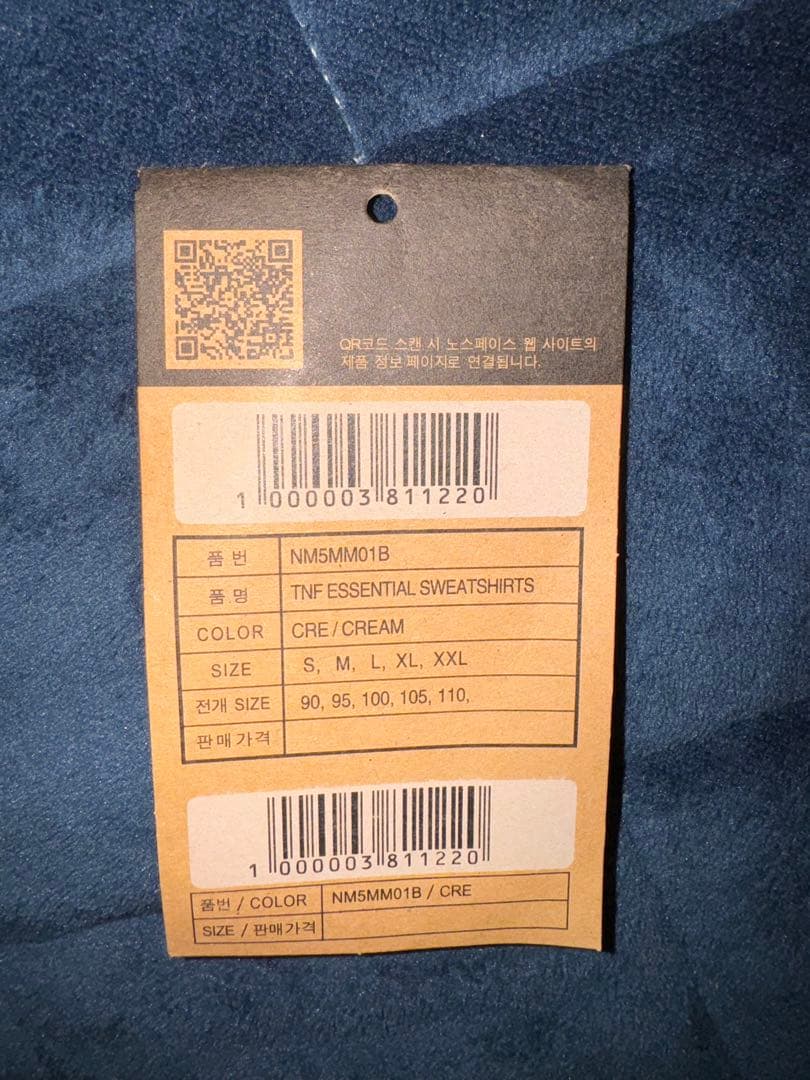 QR코드 스캔 시 노스페이스 웹 사이트의
제품 정보 페이지로 연결됩니다.
1 000003 811220
품 번 NM5MM01B
품 명 TNF ESSENTIAL SWEATSHIRTS
COLOR CRE / CREAM
SIZE S, M, L, XL, XXL
전개 SIZE 90, 95, 100, 105, 110,
판매가격
1 000003 811220
품번 / COLOR NM5MM01B / CRE
SIZE / 판매가격